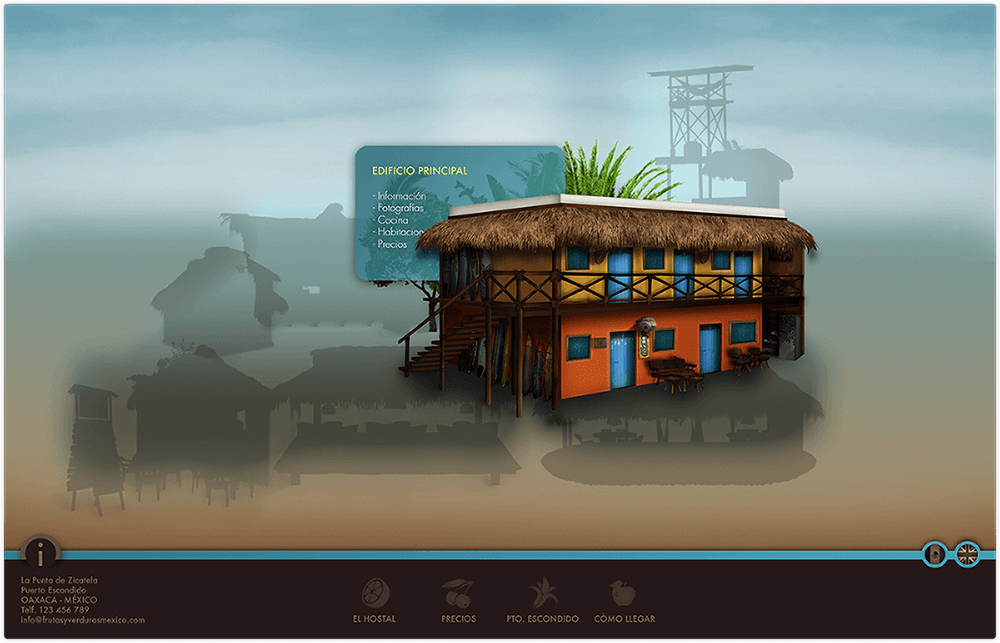 EDIFICIO PRINCIPAL
- Información
- Fotografías
- Cocina
- Habitacion
- Precios
i
La Punta de Zicatela
Puerto Escondido
OAXACA - MÉXICO
Telf. 123 456 789
info@frutasyverdurasmexico.com
EL HOSTAL
PRECIOS
PTO. ESCONDIDO
CÒMO LLEGAR